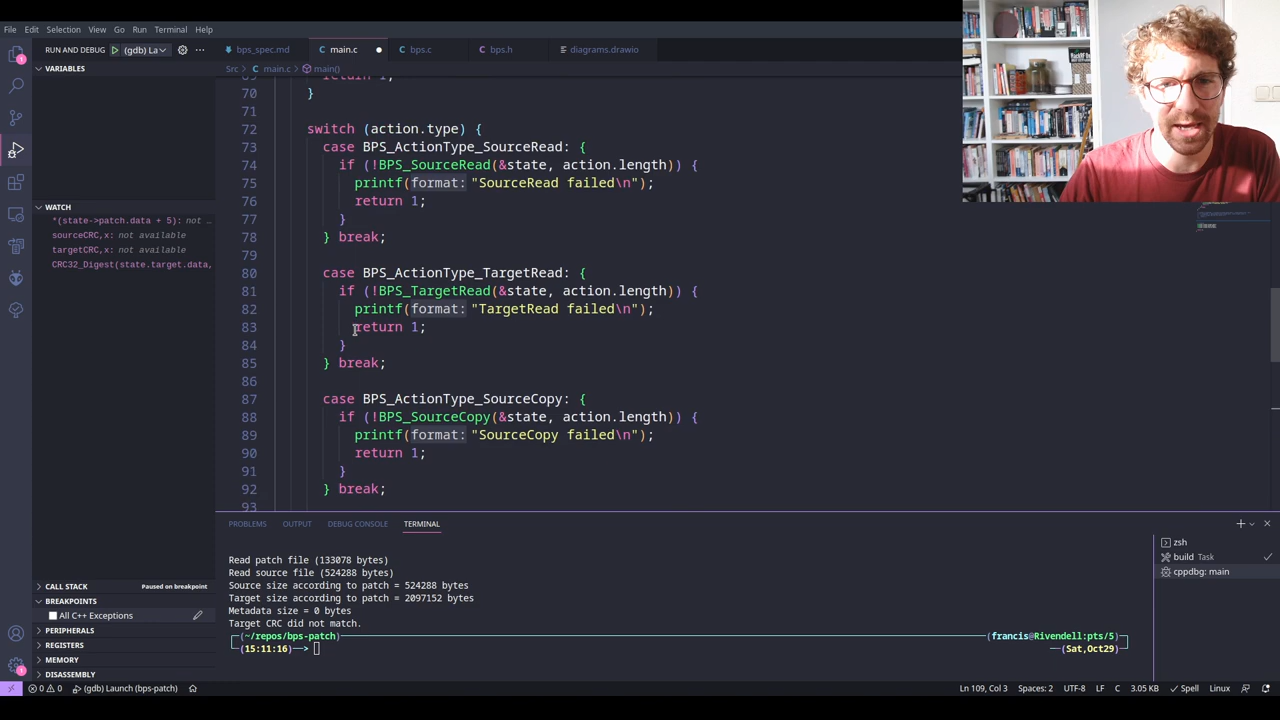 File Edit Selection View Go Run Terminal
RUN AND DEBUG (gdb) La
bps_spec.md main.c bps.c bps.h diagrams.drawio
VARIABLES
Src > main.c > main()
return 1;
70 }
71
72 switch (action.type) {
73 case BPS_ActionType_SourceRead: {
74 if (!BPS_SourceRead(&state, action.length)) {
75 printf(format: "SourceRead failed\n");
76 return 1;
77 }
78 } break;
79
80 case BPS_ActionType_TargetRead: {
81 if (!BPS_TargetRead(&state, action.length)) {
82 printf(format: "TargetRead failed\n");
83 return 1;
84 }
85 } break;
86
87 case BPS_ActionType_SourceCopy: {
88 if (!BPS_SourceCopy(&state, action.length)) {
89 printf(format: "SourceCopy failed\n");
90 return 1;
91 }
92 } break;
93
WATCH
*(state->patch.data + 5): not …
sourceCRC,x: not available
targetCRC,x: not available
CRC32_Digest(state.target.data,
CALL STACK Paused on breakpoint
BREAKPOINTS
All C++ Exceptions
PERIPHERALS
REGISTERS
MEMORY
DISASSEMBLY
PROBLEMS OUTPUT DEBUG CONSOLE TERMINAL
Read patch file (133078 bytes)
Read source file (524288 bytes)
Source size according to patch = 524288 bytes
Target size according to patch = 2097152 bytes
Metadata size = 0 bytes
Target CRC did not match.
(~/repos/bps-patch) (francis@Rivendell:pts/5)
(15:11:16)──> (Sat,Oct29)
zsh
build Task
cppdbg: main
0 0 (gdb) Launch (bps-patch) Ln 109, Col 3 Spaces: 2 UTF-8 LF C 3.05 KB Spell Linux